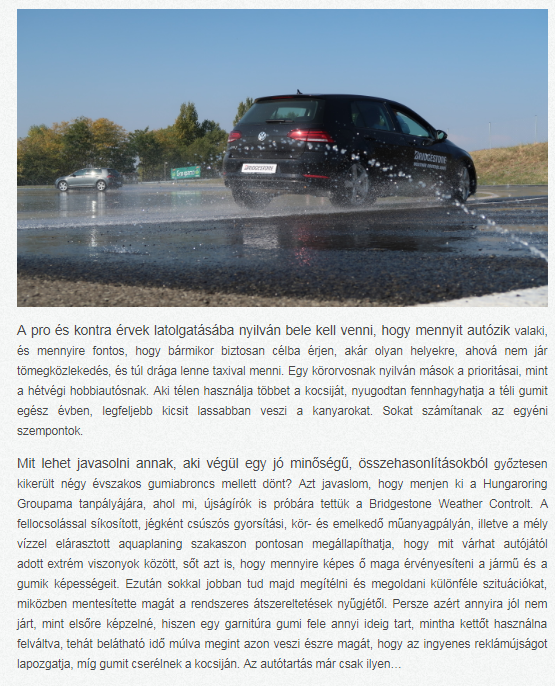 BRIDGESTONE
BRIDGESTONE
A pro és kontra érvek latolgatásába nyilván bele kell venni, hogy mennyit autózik valaki,
és mennyire fontos, hogy bármikor biztosan célba érjen, akár olyan helyekre, ahová nem jár
tömegközlekedés, és túl drága lenne taxival menni. Egy körorvosnak nyilván mások a prioritásai, mint
a hétvégi hobbiautósnak. Aki télen használja többet a kocsiját, nyugodtan fennhagyhatja a téli gumit
egész évben, legfeljebb kicsit lassabban veszi a kanyarokat. Sokat számítanak az egyéni
szempontok.
Mit lehet javasolni annak, aki végül egy jó minőségű, összehasonlításokból győztesen
kikerült négy évszakos gumiabroncs mellett dönt? Azt javaslom, hogy menjen ki a Hungaroring
Groupama tanpályájára, ahol mi, újságírók is próbára tettük a Bridgestone Weather Controlt. A
fellocsolással síkosított, jégként csúszós gyorsítási, kör- és emelkedő műanyagpályán, illetve a mély
vízzel elárasztott aquaplaning szakaszon pontosan megállapíthatja, hogy mit várhat autójától
adott extrém viszonyok között, sőt azt is, hogy mennyire képes ő maga érvényesíteni a jármű és a
gumik képességeit. Ezután sokkal jobban tud majd megítélni és megoldani különféle szituációkat,
miközben mentesítette magát a rendszeres átszereltetések nyűgjétől. Persze azért annyira jól nem
járt, mint elsőre képzelné, hiszen egy garnitúra gumi fele annyi ideig tart, mintha kettőt használna
felváltva, tehát belátható idő múlva megint azon veszi észre magát, hogy az ingyenes reklámújságot
lapozgatja, míg gumit cserélnek a kocsiján. Az autótartás már csak ilyen…